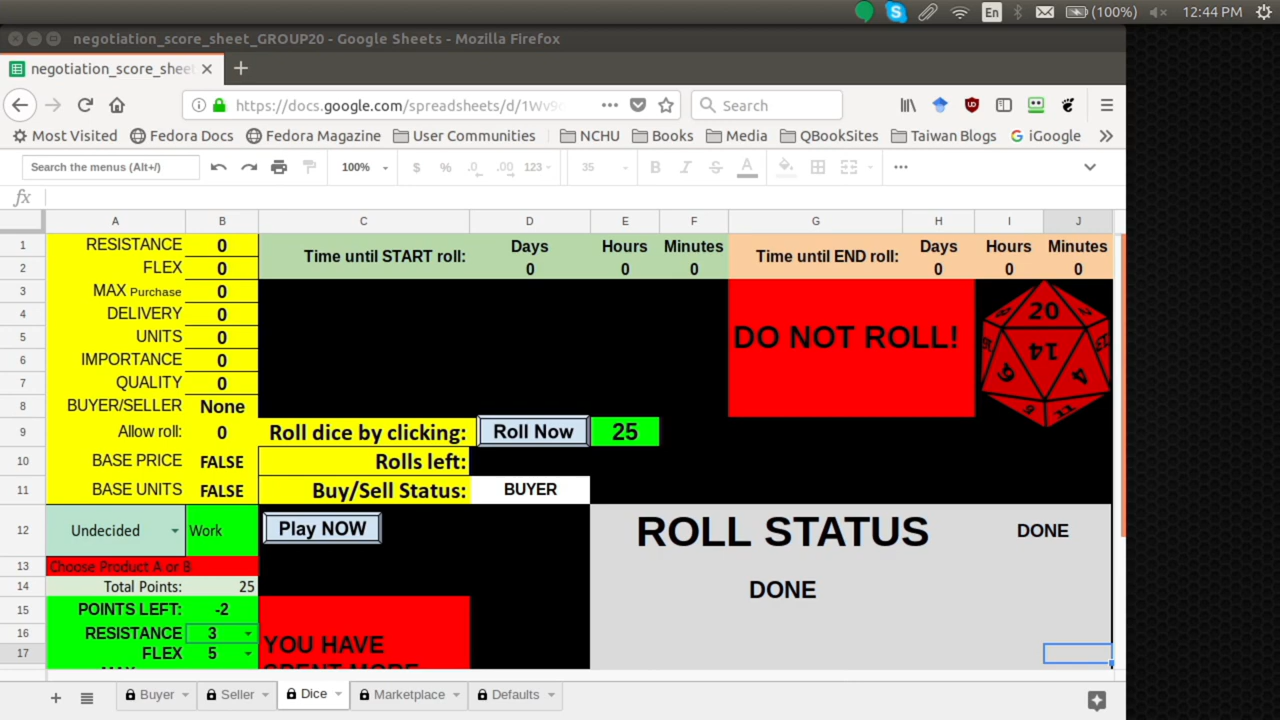 En (100%) 12:44 PM
negotiation_score_sheet_GROUP20 - Google Sheets - Mozilla Firefox
negotiation_score_shee
https://docs.google.com/spreadsheets/d/1Wv9 Search
Most Visited Fedora Docs Fedora Magazine User Communities NCHU Books Media QBookSites Taiwan Blogs iGoogle
Search the menus (Alt+/) 100% $ % .0 .00 123 35 B I S A
fx
A B C D E F G H I J
1 RESISTANCE 0 Time until START roll: Days Hours Minutes Time until END roll: Days Hours Minutes
2 FLEX 0 0 0 0 0 0 0
3 MAX Purchase 0
4 DELIVERY 0 20
5 UNITS 0 DO NOT ROLL! 14
6 IMPORTANCE 0
7 QUALITY 0 4
8 BUYER/SELLER None 11
9 Allow roll: 0 Roll dice by clicking: Roll Now 25
10 BASE PRICE FALSE Rolls left:
11 BASE UNITS FALSE Buy/Sell Status: BUYER
12 Undecided Work Play NOW ROLL STATUS DONE
13 Choose Product A or B
14 Total Points: 25 DONE
15 POINTS LEFT: -2
16 RESISTANCE 3 YOU HAVE
17 FLEX 5 SPENT MORE
Buyer Seller Dice Marketplace Defaults